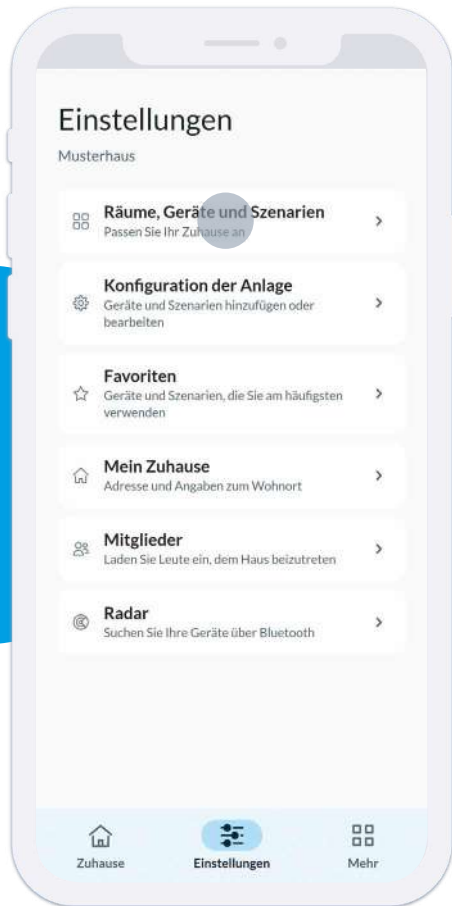 Einstellungen
Musterhaus
Räume, Geräte und Szenarien
Passen Sie Ihr Zuhause an
Konfiguration der Anlage
Geräte und Szenarien hinzufügen oder
bearbeiten
Favoriten
Geräte und Szenarien, die Sie am häufigsten
verwenden
Mein Zuhause
Adresse und Angaben zum Wohnort
Mitglieder
Laden Sie Leute ein, dem Haus beizutreten
Radar
Suchen Sie Ihre Geräte über Bluetooth
Zuhause
Einstellungen
Mehr